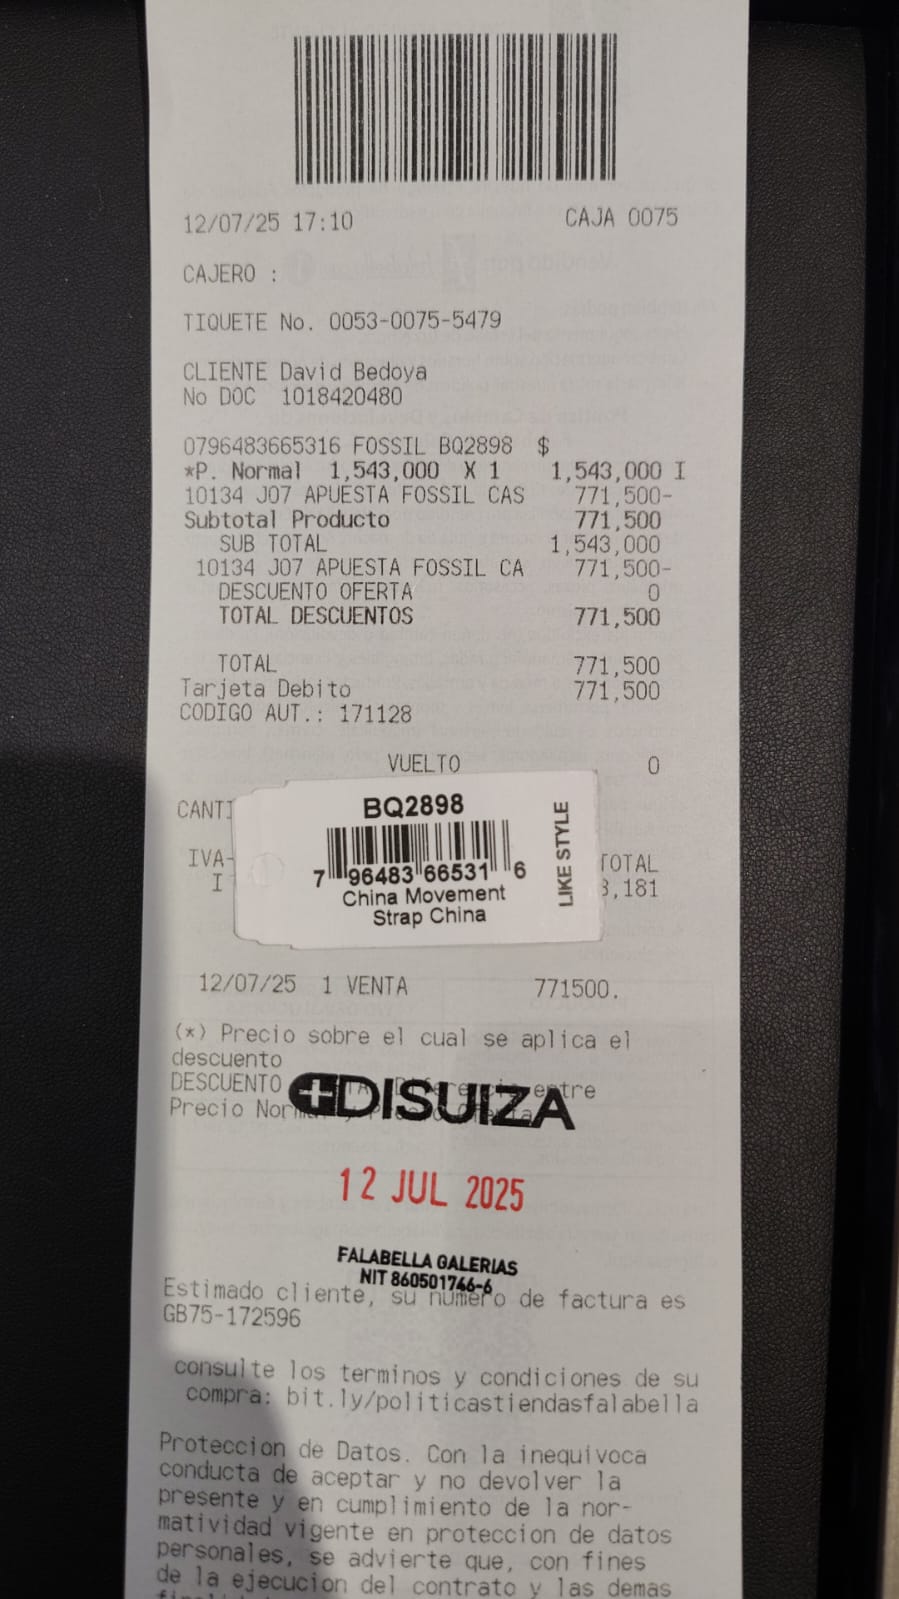 12/07/25 17:10 CAJA 0075
CAJERO :
TIQUETE No. 0053-0075-5479
CLIENTE David Bedoya
No DOC 1018420480
0796483665316 FOSSIL BQ2898 $
*P. Normal 1,543,000 X 1 1,543,000 I
10134 J07 APUESTA FOSSIL CAS 771,500-
Subtotal Producto 771,500
SUB TOTAL 1,543,000
10134 J07 APUESTA FOSSIL CA 771,500-
DESCUENTO OFERTA 0
TOTAL DESCUENTOS 771,500
TOTAL 771,500
Tarjeta Debito 771,500
CODIGO AUT.: 171128
VUELTO 0
CANTI
BQ2898
7 96483 66531 6
China Movement
Strap China
LIKE STYLE
IVA- TOTAL
I 3,181
12/07/25 1 VENTA 771500.
(*) Precio sobre el cual se aplica el
descuento
DESCUENTO entre
Precio
DISUIZA
12 JUL 2025
FALABELLA GALERIAS
NIT 860501746-6
Estimado cliente, su numero de factura es
GB75-172596
consulte los terminos y condiciones de su
compra: bit.ly/politicastiendasfalabella
Proteccion de Datos. Con la inequivoca
conducta de aceptar y no devolver la
presente y en cumplimiento de la nor-
matividad vigente en proteccion de datos
personales, se advierte que, con fines
de la ejecucion del contrato y las demas